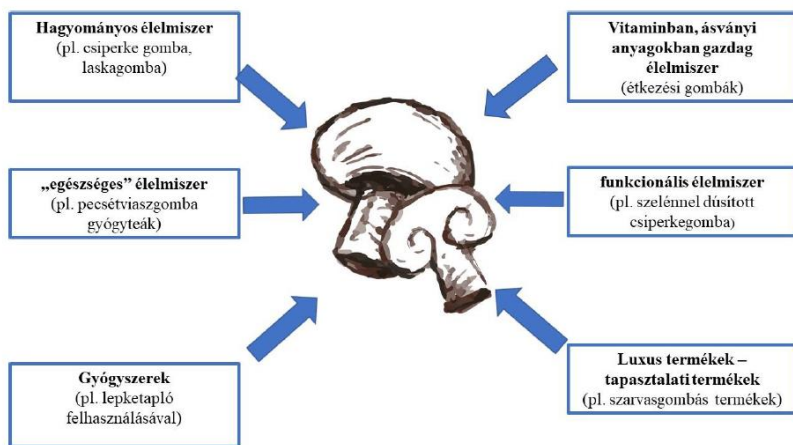 Hagyományos élelmiszer
(pl. csiperke gomba,
laskagomba)
Vitaminban, ásványi
anyagokban gazdag
élelmiszer
(étkezési gombák)
„egészséges” élelmiszer
(pl. pecsétviaszgomba
gyógyteák)
funkcionális élelmiszer
(pl. szelénnel dúsított
csiperkegomba)
Gyógyszerek
(pl. lepketapló
felhasználásával)
Luxus termékek –
tapasztalati termékek
(pl. szarvasgombás termékek)